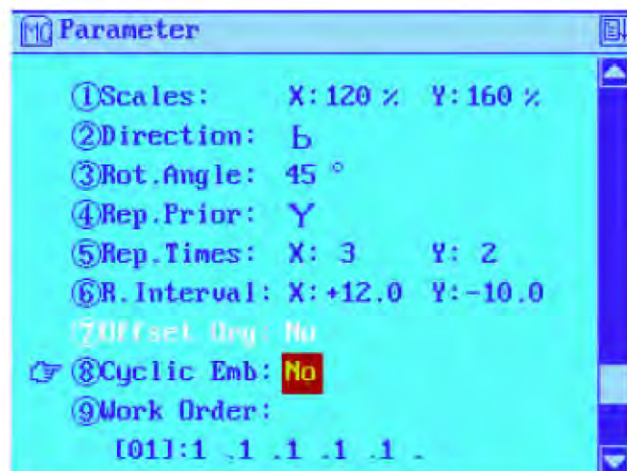 MC Parameter
①Scales: X:120 % Y:160 %
②Direction: b
③Rot.Angle: 45 °
④Rep.Prior: Y
⑤Rep.Times: X: 3 Y: 2
⑥R.Interval: X:+12.0 Y:-10.0
⑦Offset Org: No
⑧Cyclic Emb: No
⑨Work Order:
[01]:1 .1 .1 .1 .1 .